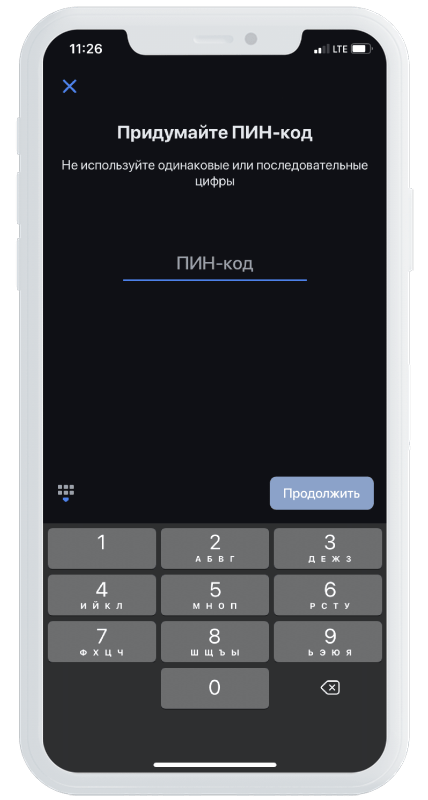 11:26 LTE
Придумайте ПИН-код
Не используйте одинаковые или последовательные
цифры
ПИН-код
Продолжить
1 2 3
А Б В Г Д Е Ж З
4 5 6
И Й К Л М Н О П Р С Т У
7 8 9
Ф Х Ц Ч Ш Щ Ъ Ы Ь Э Ю Я
0